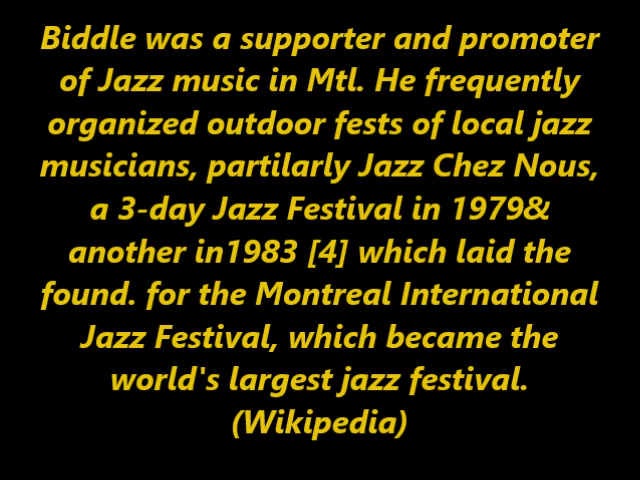 Biddle was a supporter and promoter
of Jazz music in Mtl. He frequently
organized outdoor fests of local jazz
musicians, partilarly Jazz Chez Nous,
a 3-day Jazz Festival in 1979&
another in1983 [4] which laid the
found. for the Montreal International
Jazz Festival, which became the
world's largest jazz festival.
(Wikipedia)